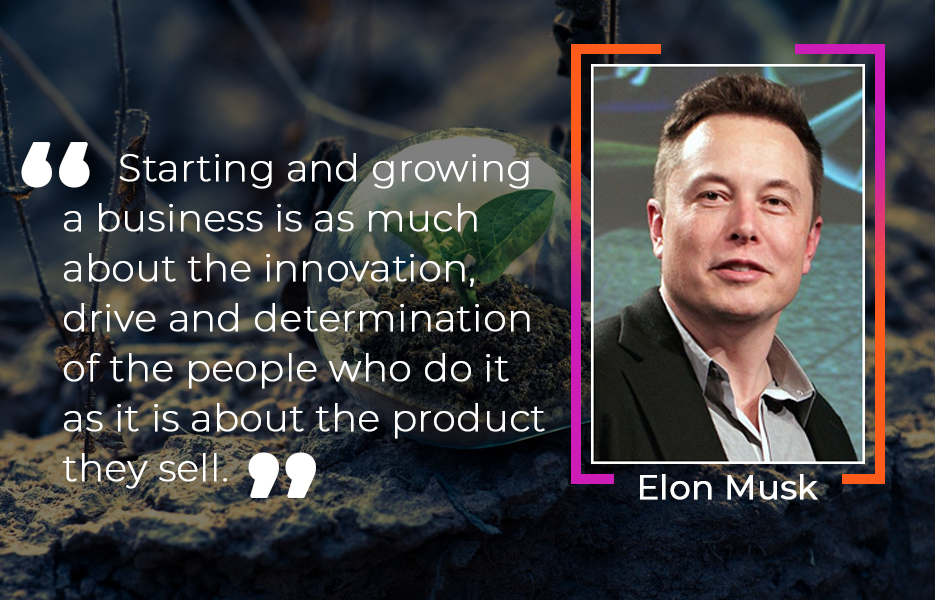 “ Starting and growing
a business is as much
about the innovation,
drive and determination
of the people who do it
as it is about the product
they sell. ”
Elon Musk